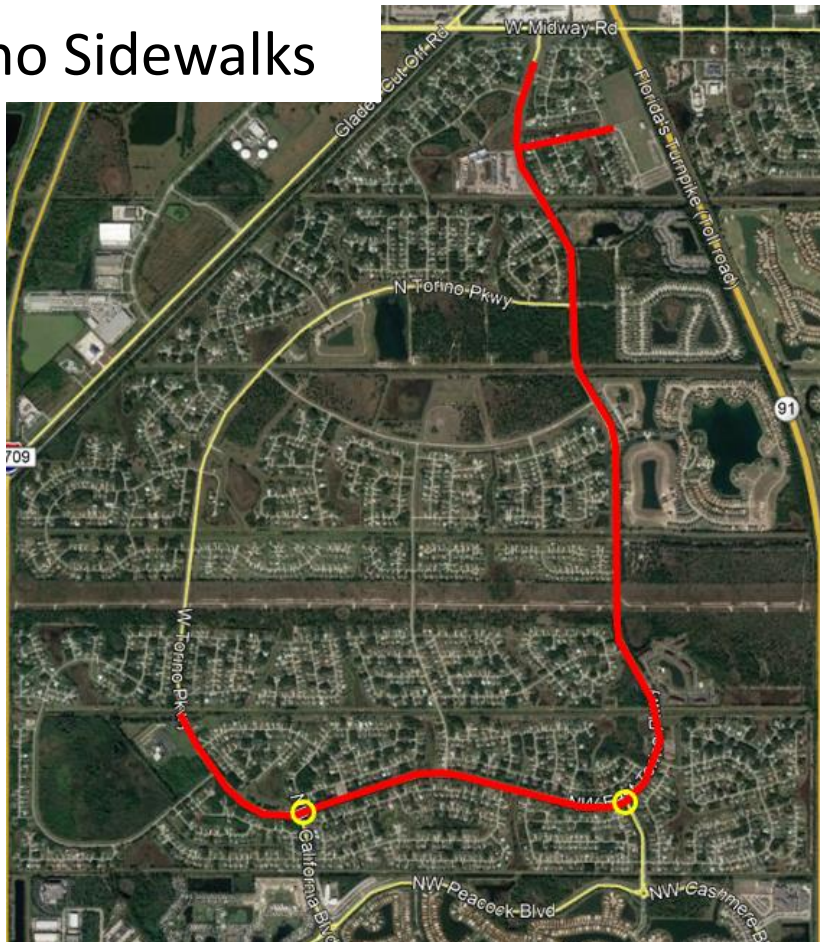 no Sidewalks
W Midway Rd
Glades Cut Off Rd
Florida's Turnpike (Toll road)
N Torino Pkwy
91
709
W Torino Pkwy
California Blvd
NW Peacock Blvd
NW Cashmere B